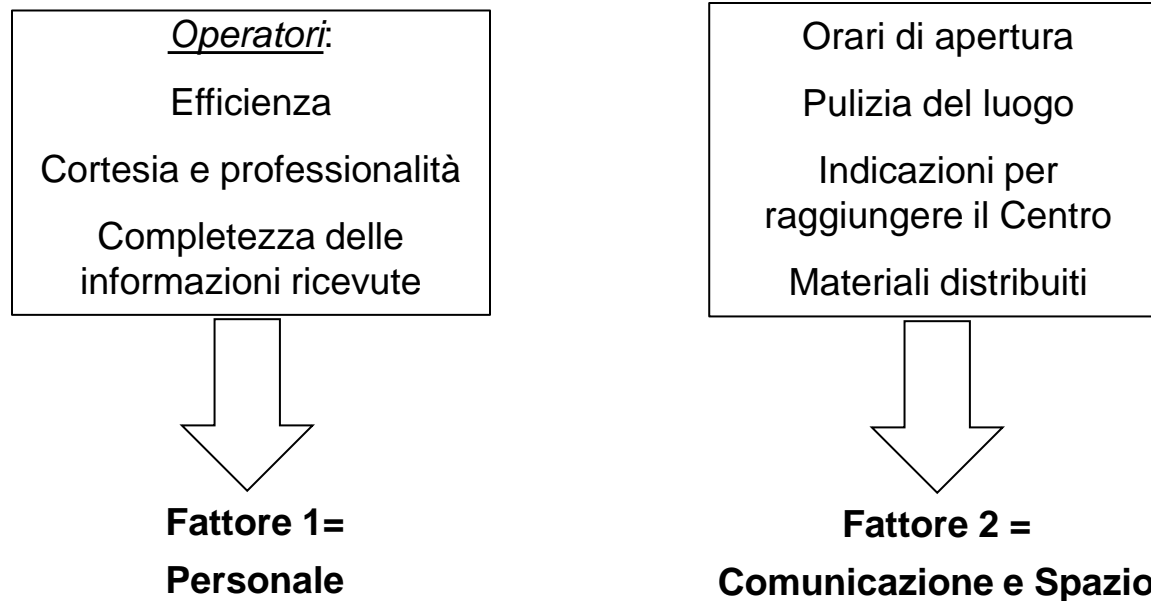 Operatori:
Efficienza
Cortesia e professionalità
Completezza delle
informazioni ricevute
Fattore 1=
Personale
Orari di apertura
Pulizia del luogo
Indicazioni per
raggiungere il Centro
Materiali distribuiti
Fattore 2 =
Comunicazione e Spazio